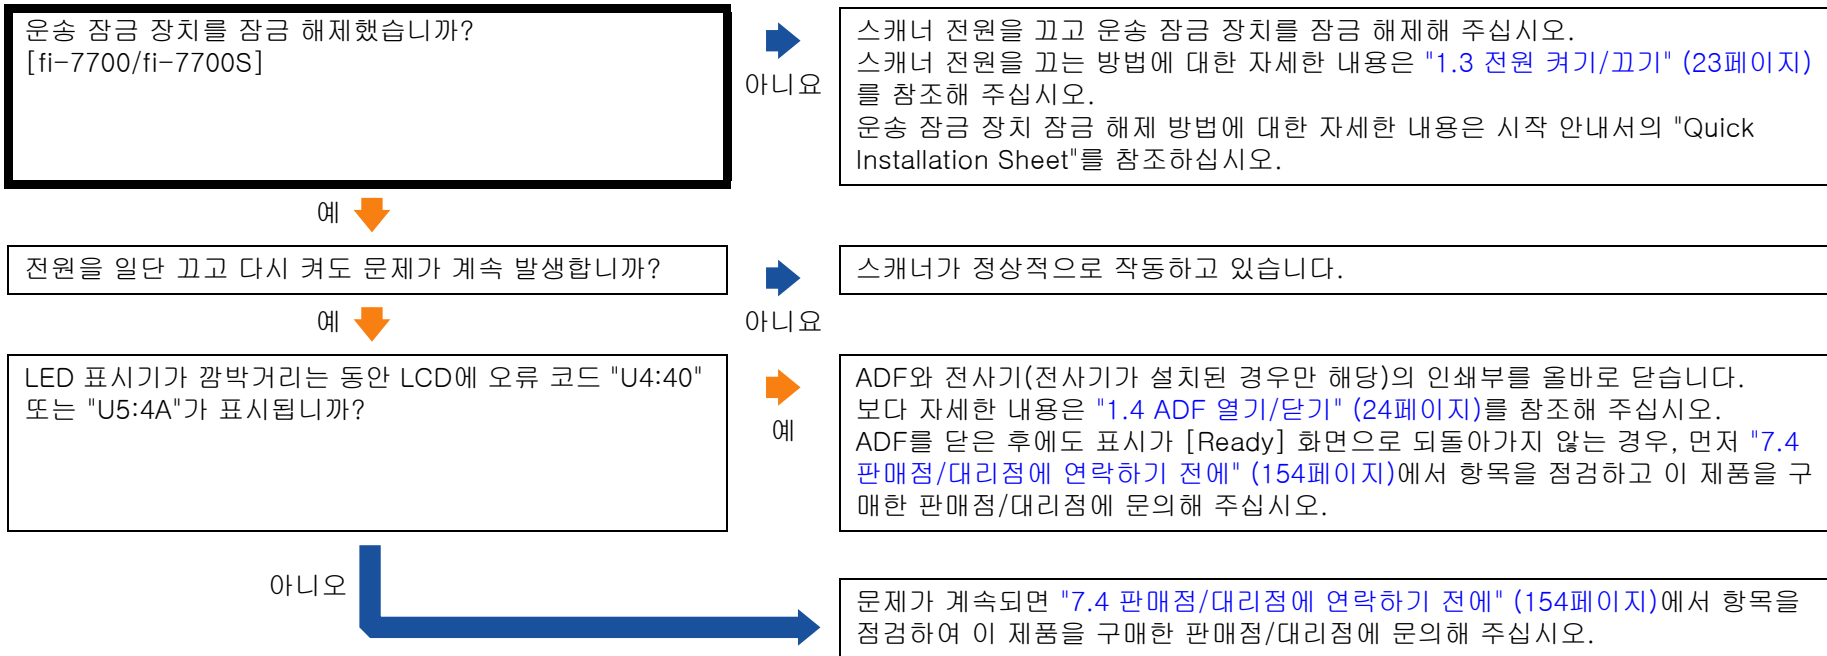 운송 잠금 장치를 잠금 해제했습니까?
[fi-7700/fi-7700S]
아니요
스캐너 전원을 끄고 운송 잠금 장치를 잠금 해제해 주십시오.
스캐너 전원을 끄는 방법에 대한 자세한 내용은 "1.3 전원 켜기/끄기" (23페이지)
를 참조해 주십시오.
운송 잠금 장치 잠금 해제 방법에 대한 자세한 내용은 시작 안내서의 "Quick
Installation Sheet"를 참조하십시오.
예
전원을 일단 끄고 다시 켜도 문제가 계속 발생합니까?
아니요
스캐너가 정상적으로 작동하고 있습니다.
예
LED 표시기가 깜박거리는 동안 LCD에 오류 코드 "U4:40"
또는 "U5:4A"가 표시됩니까?
예
ADF와 전사기(전사기가 설치된 경우만 해당)의 인쇄부를 올바로 닫습니다.
보다 자세한 내용은 "1.4 ADF 열기/닫기" (24페이지)를 참조해 주십시오.
ADF를 닫은 후에도 표시가 [Ready] 화면으로 되돌아가지 않는 경우, 먼저 "7.4
판매점/대리점에 연락하기 전에" (154페이지)에서 항목을 점검하고 이 제품을 구
매한 판매점/대리점에 문의해 주십시오.
아니오
문제가 계속되면 "7.4 판매점/대리점에 연락하기 전에" (154페이지)에서 항목을
점검하여 이 제품을 구매한 판매점/대리점에 문의해 주십시오.